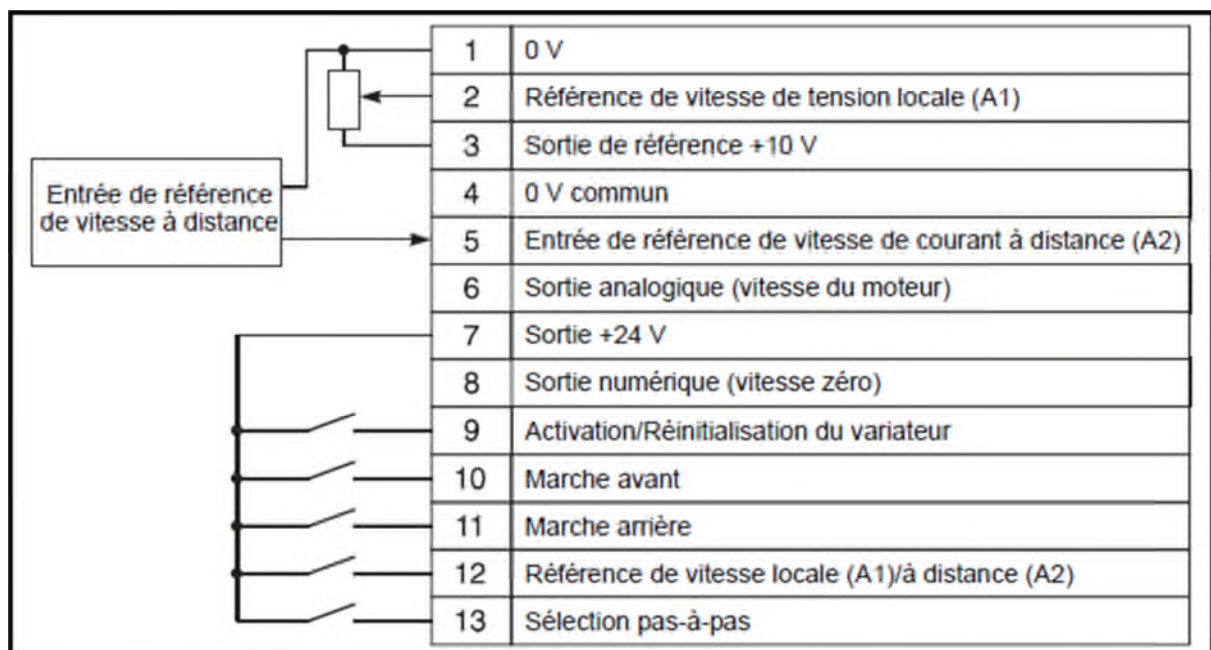 1 0 V
2 Référence de vitesse de tension locale (A1)
3 Sortie de référence +10 V
Entrée de référence
de vitesse à distance
4 0 V commun
5 Entrée de référence de vitesse de courant à distance (A2)
6 Sortie analogique (vitesse du moteur)
7 Sortie +24 V
8 Sortie numérique (vitesse zéro)
9 Activation/Réinitialisation du variateur
10 Marche avant
11 Marche arrière
12 Référence de vitesse locale (A1)/à distance (A2)
13 Sélection pas-à-pas